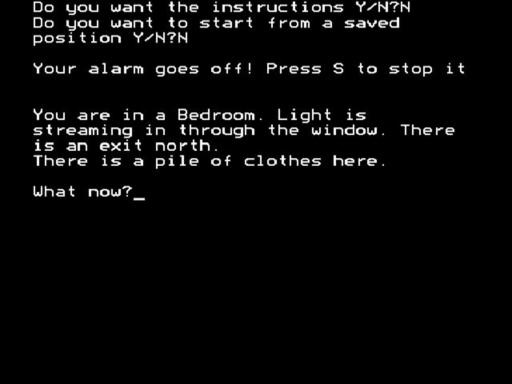 Do you want the instructions Y/N?N
Do you want to start from a saved
position Y/N?N
Your alarm goes off! Press S to stop it
You are in a Bedroom. Light is
streaming in through the window. There
is an exit north.
There is a pile of clothes here.
What now?_